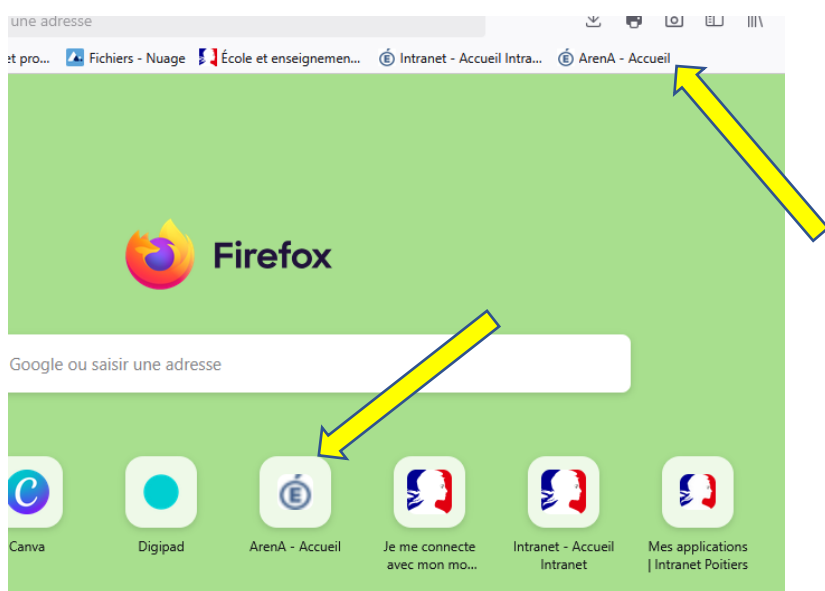 une adresse
et pro... Fichiers - Nuage École et enseignemen... Intranet - Accueil Intra... ArenA - Accueil
Firefox
Google ou saisir une adresse
Canva Digipad ArenA - Accueil Je me connecte Intranet - Accueil Mes applications
avec mon mo... Intranet | Intranet Poitiers